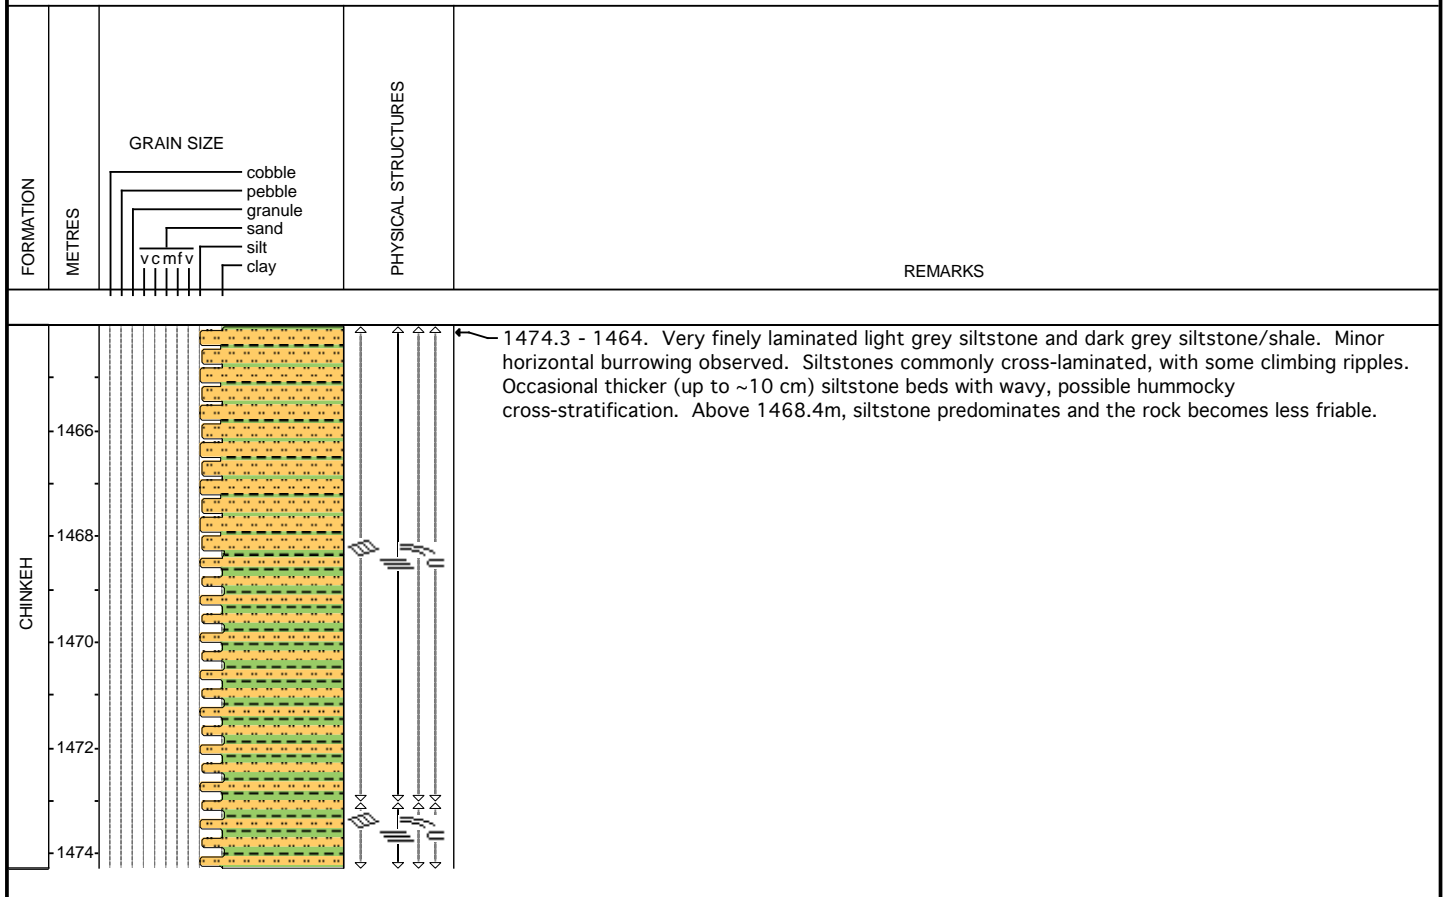 FORMATION
METRES
GRAIN SIZE
cobble
pebble
granule
sand
silt
clay
v c m f v
PHYSICAL STRUCTURES
REMARKS
CHINKEH
1466
1468
1470
1472
1474
1474.3 - 1464. Very finely laminated light grey siltstone and dark grey siltstone/shale. Minor
horizontal burrowing observed. Siltstones commonly cross-laminated, with some climbing ripples.
Occasional thicker (up to ~10 cm) siltstone beds with wavy, possible hummocky
cross-stratification. Above 1468.4m, siltstone predominates and the rock becomes less friable.